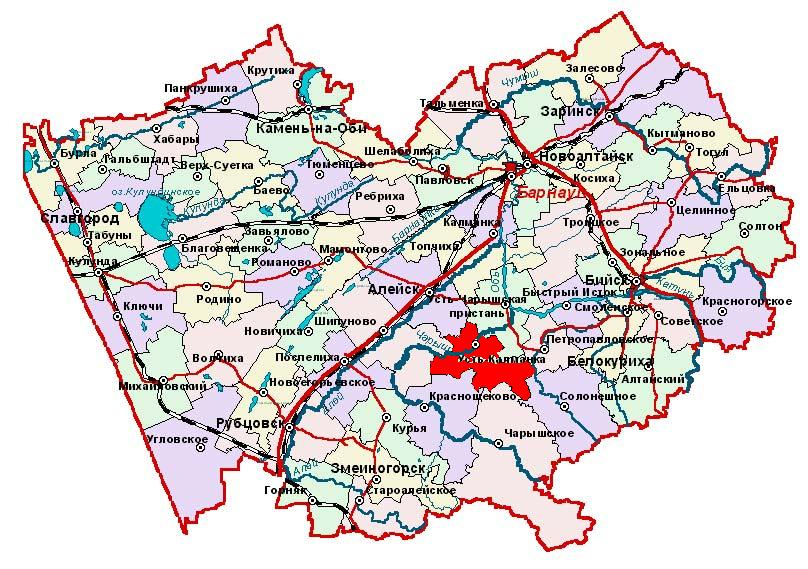 Крутиха
Залесово
Чумыш
Панкрушиха
Тальменка
Заринск
Камень-на-Оби
Кытманово
Хабары
Бурла
Гальбштадт
Шелаболиха
Новоалтайск
Тогул
Верх-Суетка
Тюменцево
Павловск
Косиха
оз.Кулундинское
Баево
Кулунда
Барнаул
Ельцовка
Кулунда
Ребриха
Целинное
Славгород
Барнаулка
Калманка
Троицкое
Солтон
Табуны
Завьялово
Благовещенка
Мамонтово
Топчиха
Зональное
Кулунда
Романово
Обь
Бия
Бийск
Катунь
Родино
Алейск
Усть-Чарышская
пристань
Быстрый Исток
Смоленское
Красногорское
Ключи
Новичиха
Шипуново
Советское
Чарыш
Петропавловское
Волчиха
Поспелиха
Усть-Калманка
Белокуриха
Михайловский
Новоегорьевское
Алтайский
Алей
Краснощеково
Солонешное
Рубцовск
Курья
Чарышское
Угловское
Алей
Змеиногорск
Горняк
Староалейское